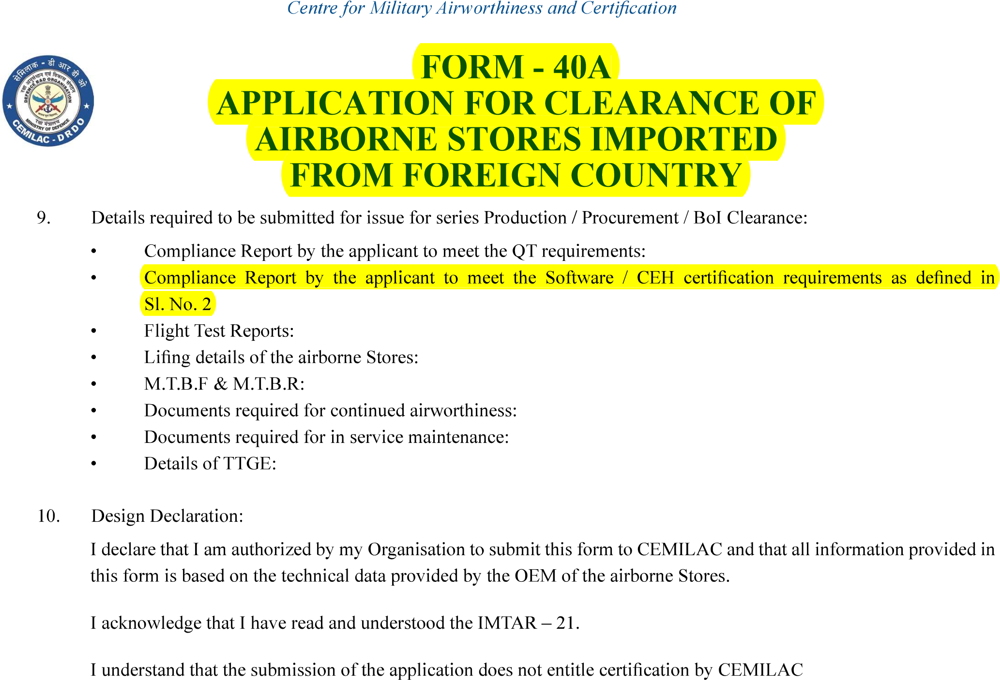 Centre for Military Airworthiness and Certification
सेमिलाक - डी आर डी ओ
रक्षा अनुसंधान एवं विकास संगठन
DEFENCE R&D ORGANISATION
रक्षा मंत्रालय
MINISTRY OF DEFENCE
CEMILAC - DRDO
FORM - 40A
APPLICATION FOR CLEARANCE OF
AIRBORNE STORES IMPORTED
FROM FOREIGN COUNTRY
9. Details required to be submitted for issue for series Production / Procurement / BoI Clearance:
• Compliance Report by the applicant to meet the QT requirements:
• Compliance Report by the applicant to meet the Software / CEH certification requirements as defined in
Sl. No. 2
• Flight Test Reports:
• Lifing details of the airborne Stores:
• M.T.B.F & M.T.B.R:
• Documents required for continued airworthiness:
• Documents required for in service maintenance:
• Details of TTGE:
10. Design Declaration:
I declare that I am authorized by my Organisation to submit this form to CEMILAC and that all information provided in
this form is based on the technical data provided by the OEM of the airborne Stores.
I acknowledge that I have read and understood the IMTAR – 21.
I understand that the submission of the application does not entitle certification by CEMILAC